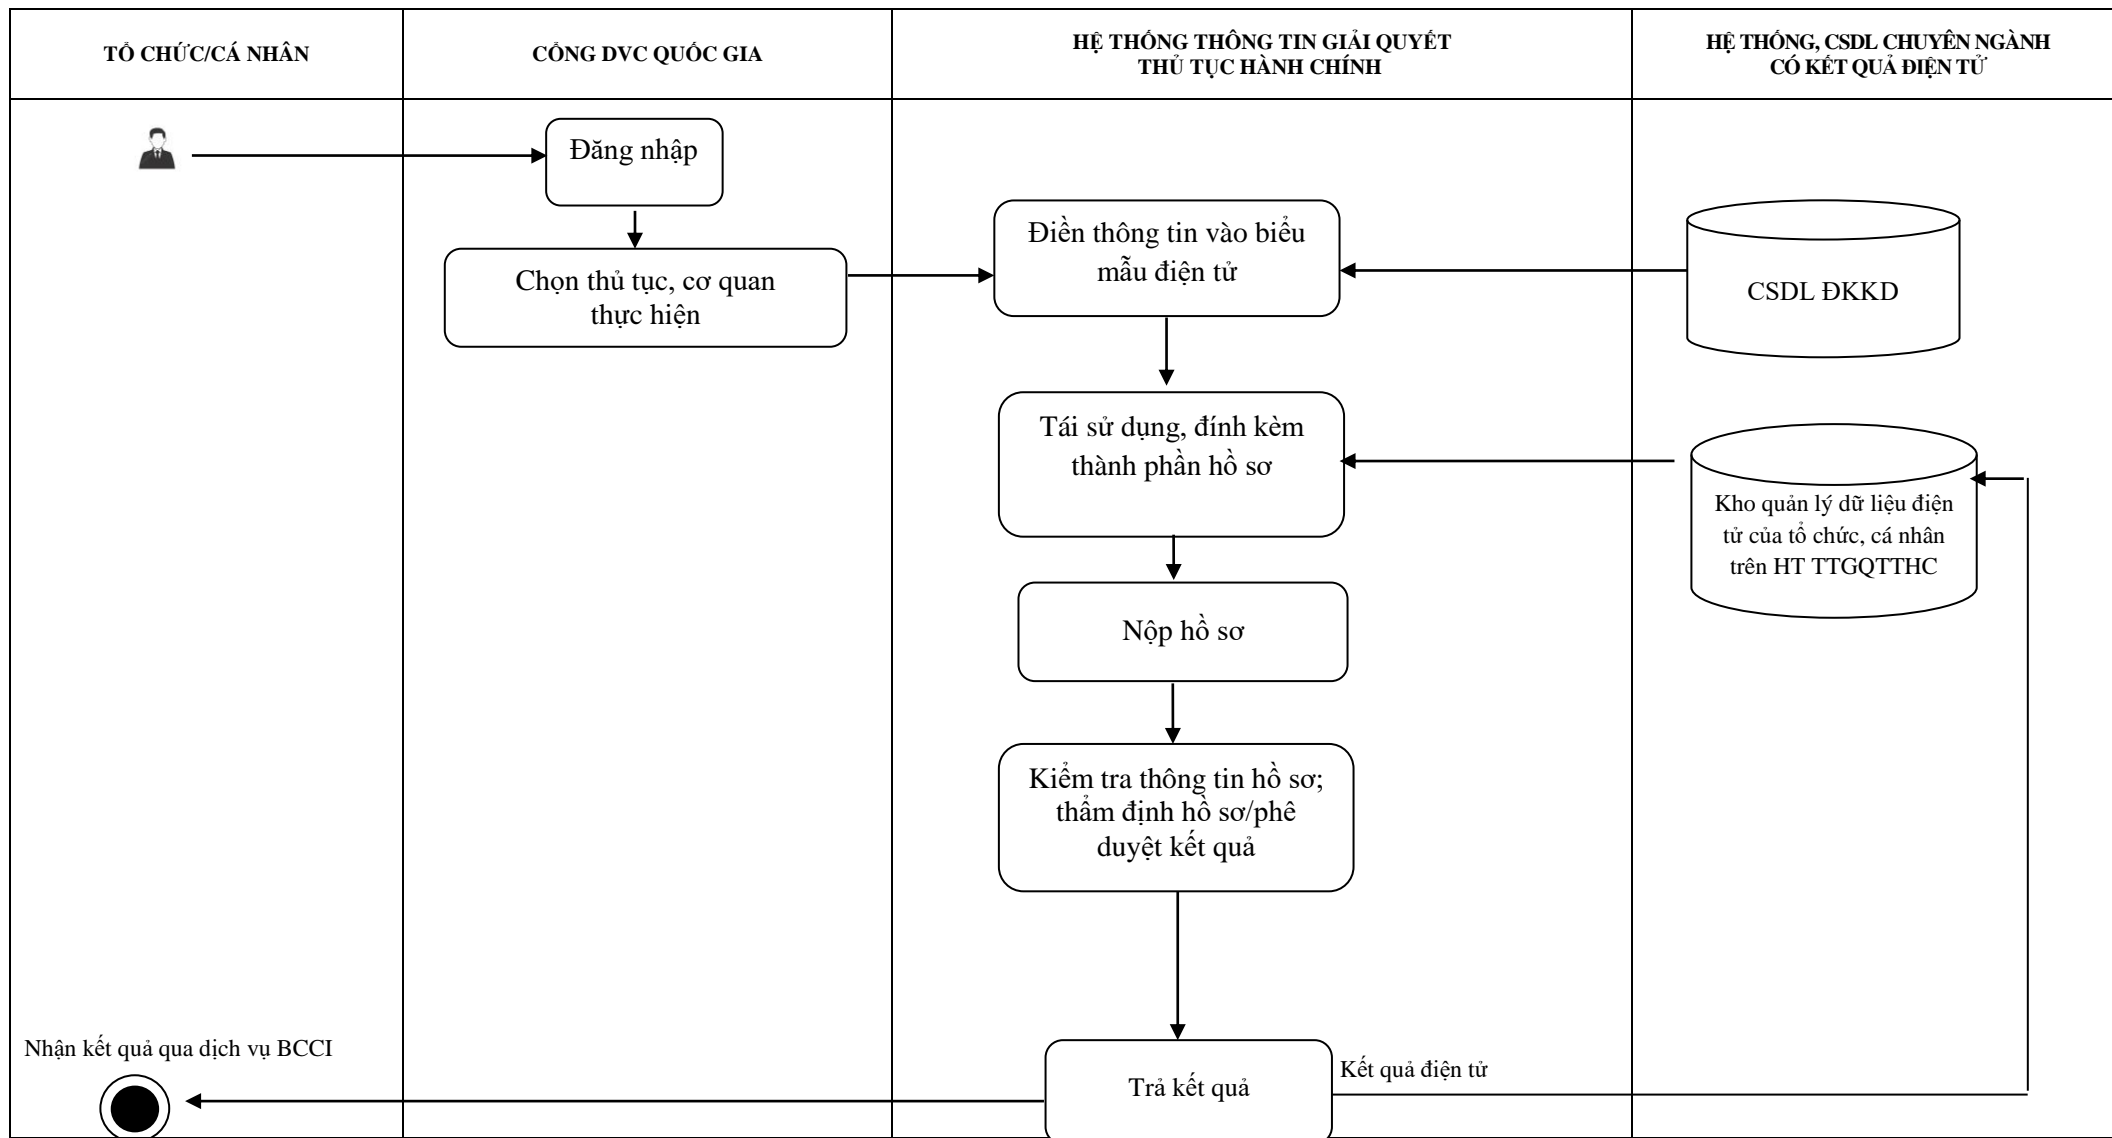 TỔ CHỨC/CÁ NHÂN
CỔNG DVC QUỐC GIA
HỆ THỐNG THÔNG TIN GIẢI QUYẾT
THỦ TỤC HÀNH CHÍNH
HỆ THỐNG, CSDL CHUYÊN NGÀNH
CÓ KẾT QUẢ ĐIỆN TỬ
Đăng nhập
Chọn thủ tục, cơ quan
thực hiện
Điền thông tin vào biểu
mẫu điện tử
CSDL ĐKKD
Tái sử dụng, đính kèm
thành phần hồ sơ
Kho quản lý dữ liệu điện
tử của tổ chức, cá nhân
trên HT TTGQTTHC
Nộp hồ sơ
Kiểm tra thông tin hồ sơ;
thẩm định hồ sơ/phê
duyệt kết quả
Nhận kết quả qua dịch vụ BCCI
Trả kết quả
Kết quả điện tử